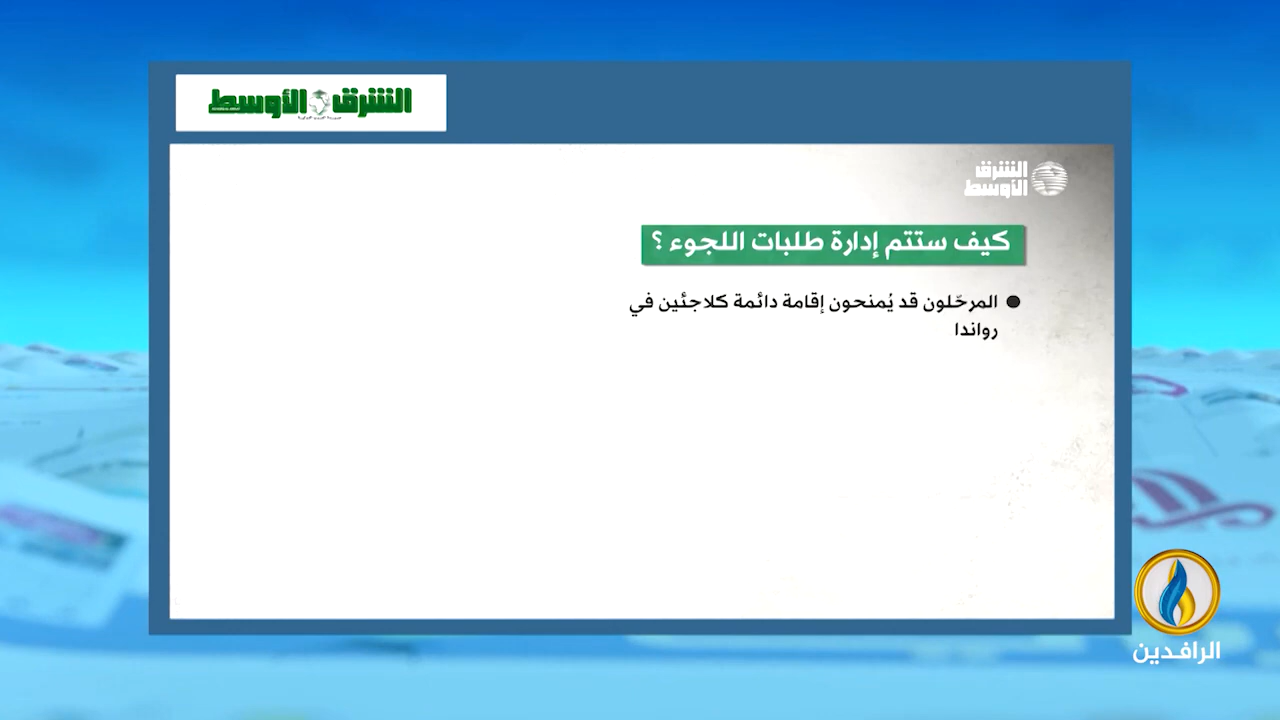 الشرق الأوسط
الشرق
الأوسط
كيف ستتم إدارة طلبات اللجوء ؟
● المرحّلون قد يُمنحون إقامة دائمة كلاجئين في
رواندا
الرافدين